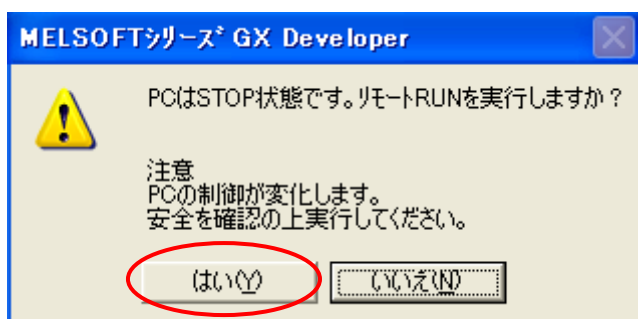 MELSOFTｼﾘｰｽﾞ GX Developer
PCはSTOP状態です。ﾘﾓｰﾄRUNを実行しますか？
注意
PCの制御が変化します。
安全を確認の上実行してください。
はい(Y)
いいえ(N)